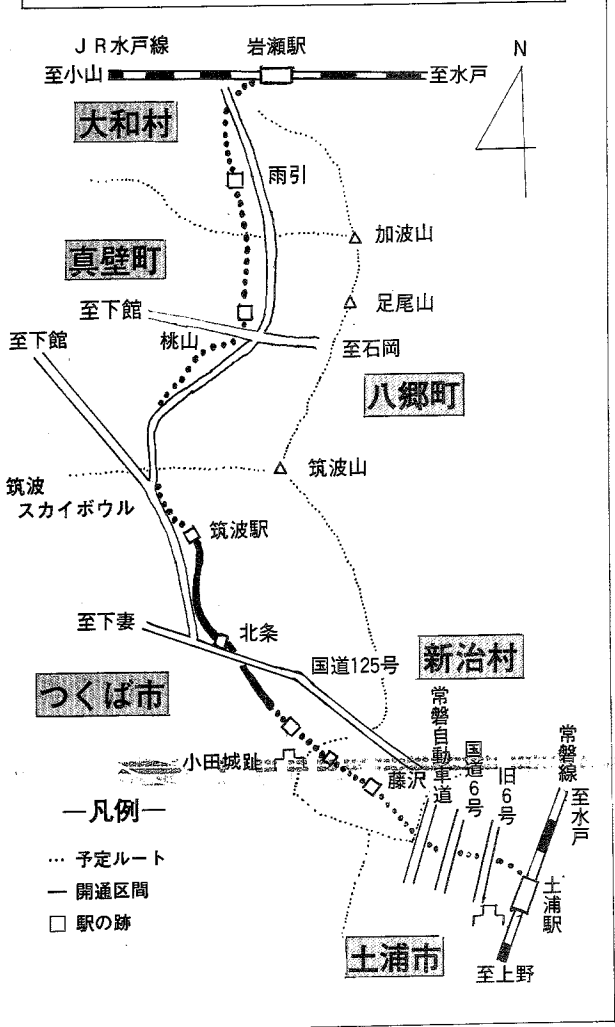 JR水戸線
岩瀬駅
N
至小山
至水戸
大和村
雨引
加波山
真壁町
足尾山
至下館
至下館
桃山
至石岡
八郷町
筑波山
筑波
スカイボウル
筑波駅
至下妻
北条
国道125号
新治村
つくば市
常磐自動車道
国道6号
旧6号
常磐線
至水戸
小田城趾
藤沢
土浦駅
―凡例―
… 予定ルート
― 開通区間
□ 駅の跡
土浦市
至上野